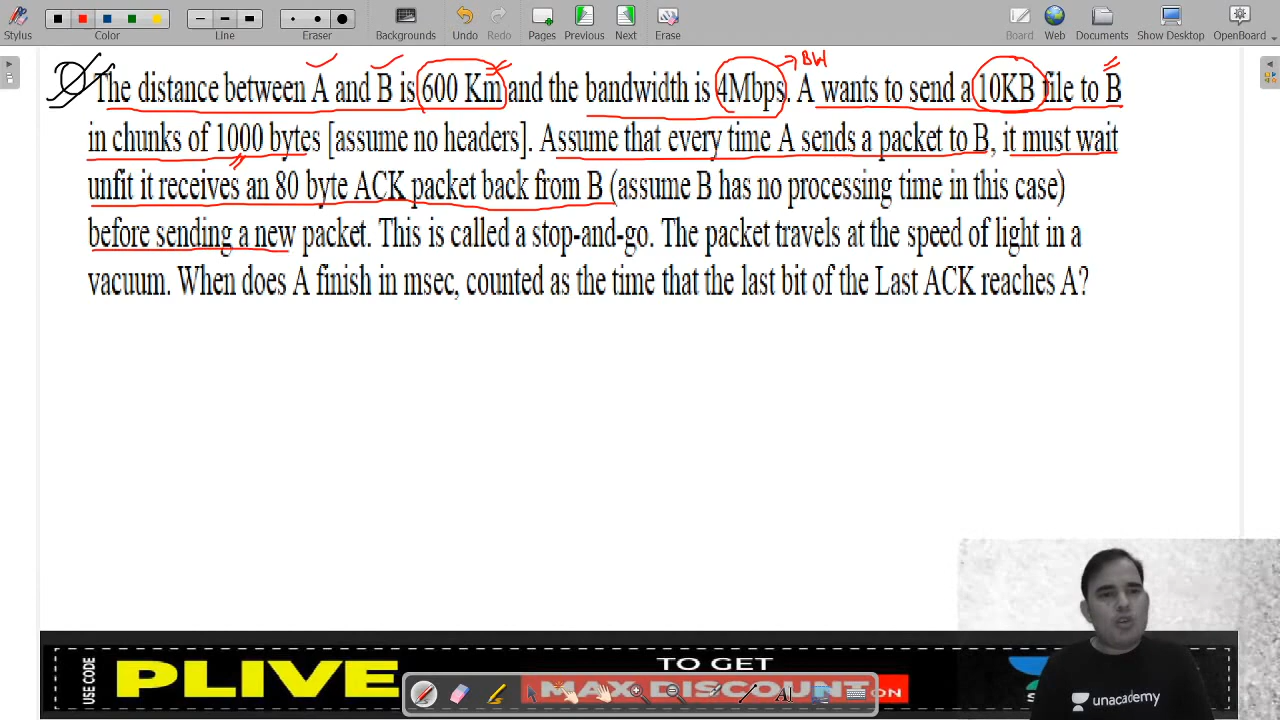 Stylus
Color
Line
Eraser
Backgrounds
Undo
Redo
Pages
Previous
Next
Erase
Board
Web
Documents
Show Desktop
OpenBoard
BW
The distance between A and B is 600 Km and the bandwidth is 4Mbps. A wants to send a 10KB file to B
in chunks of 1000 bytes [assume no headers]. Assume that every time A sends a packet to B, it must wait
unfit it receives an 80 byte ACK packet back from B (assume B has no processing time in this case)
before sending a new packet. This is called a stop-and-go. The packet travels at the speed of light in a
vacuum. When does A finish in msec, counted as the time that the last bit of the Last ACK reaches A?
USE CODE
PLIVE
TO GET
MAX DISCOUNT
ON
unacademy